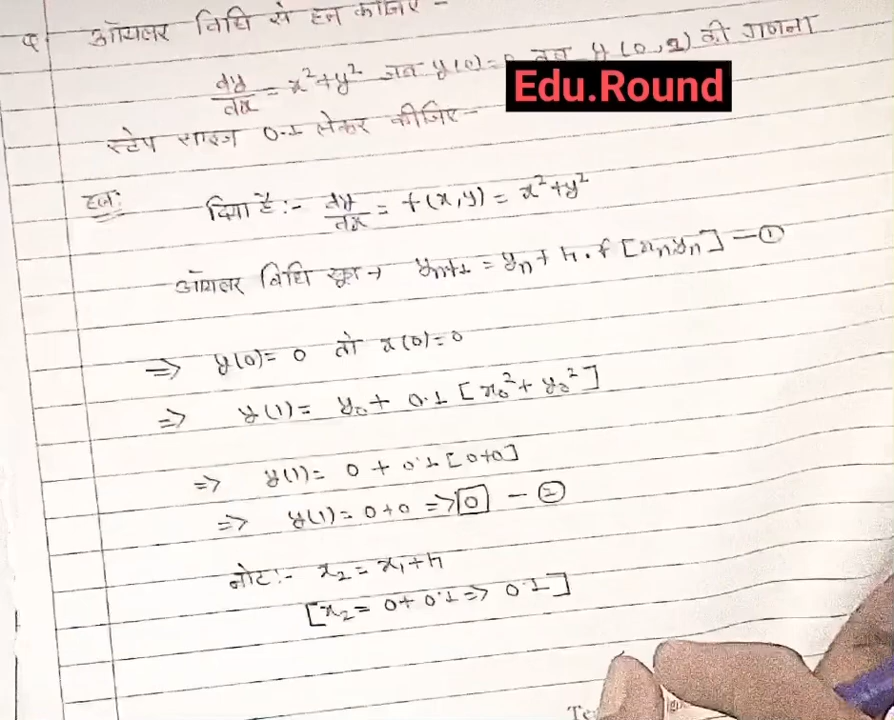 प्र. ऑयलर विधि से हल कीजिए -
dy/dx = x²+y² जब y(0)= तब y(0.2) की गणना
Edu.Round
स्टेप साइज 0.1 लेकर कीजिए -
हल:
दिया है:- dy/dx = f(x,y) = x²+y²
ऑयलर विधि सूत्र → yn+1 = yn + h . f [xn,yn] - ①
⇒ y(0)= 0 तो x(0)= 0
⇒ y(1)= y₀ + 0.1 [x₀²+ y₀²]
⇒ y(1)= 0 + 0.1 [0+0]
⇒ y(1)= 0+0 ⇒ 0 - ②
नोट:- x₂ = x₁+h
[x₂ = 0+ 0.1 ⇒ 0.1]